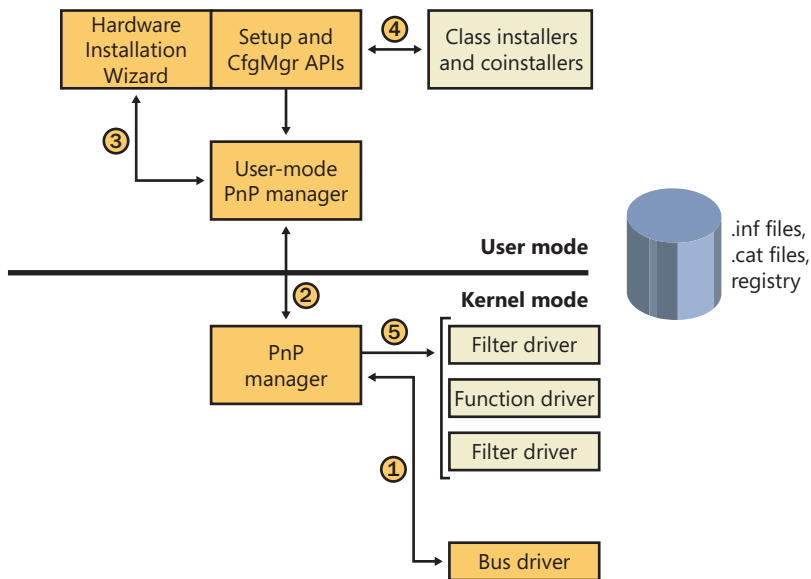 Hardware
Installation
Wizard
Setup and
CfgMgr APIs
4
Class installers
and coinstallers
3
User-mode
PnP manager
.inf files,
.cat files,
registry
User mode
2
Kernel mode
PnP
manager
5
Filter driver
Function driver
Filter driver
1
Bus driver